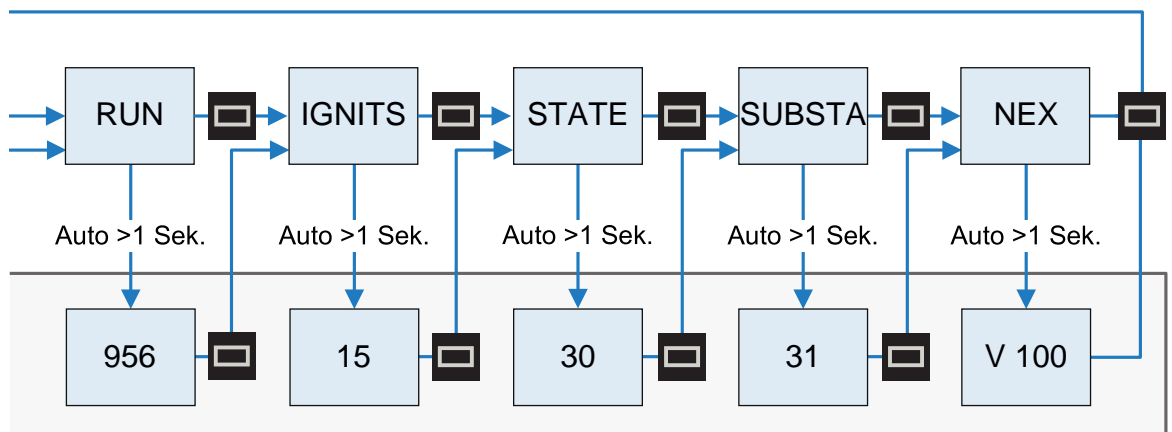 RUN
IGNITS
STATE
SUBSTA
NEX
Auto >1 Sek.
Auto >1 Sek.
Auto >1 Sek.
Auto >1 Sek.
Auto >1 Sek.
956
15
30
31
V 100